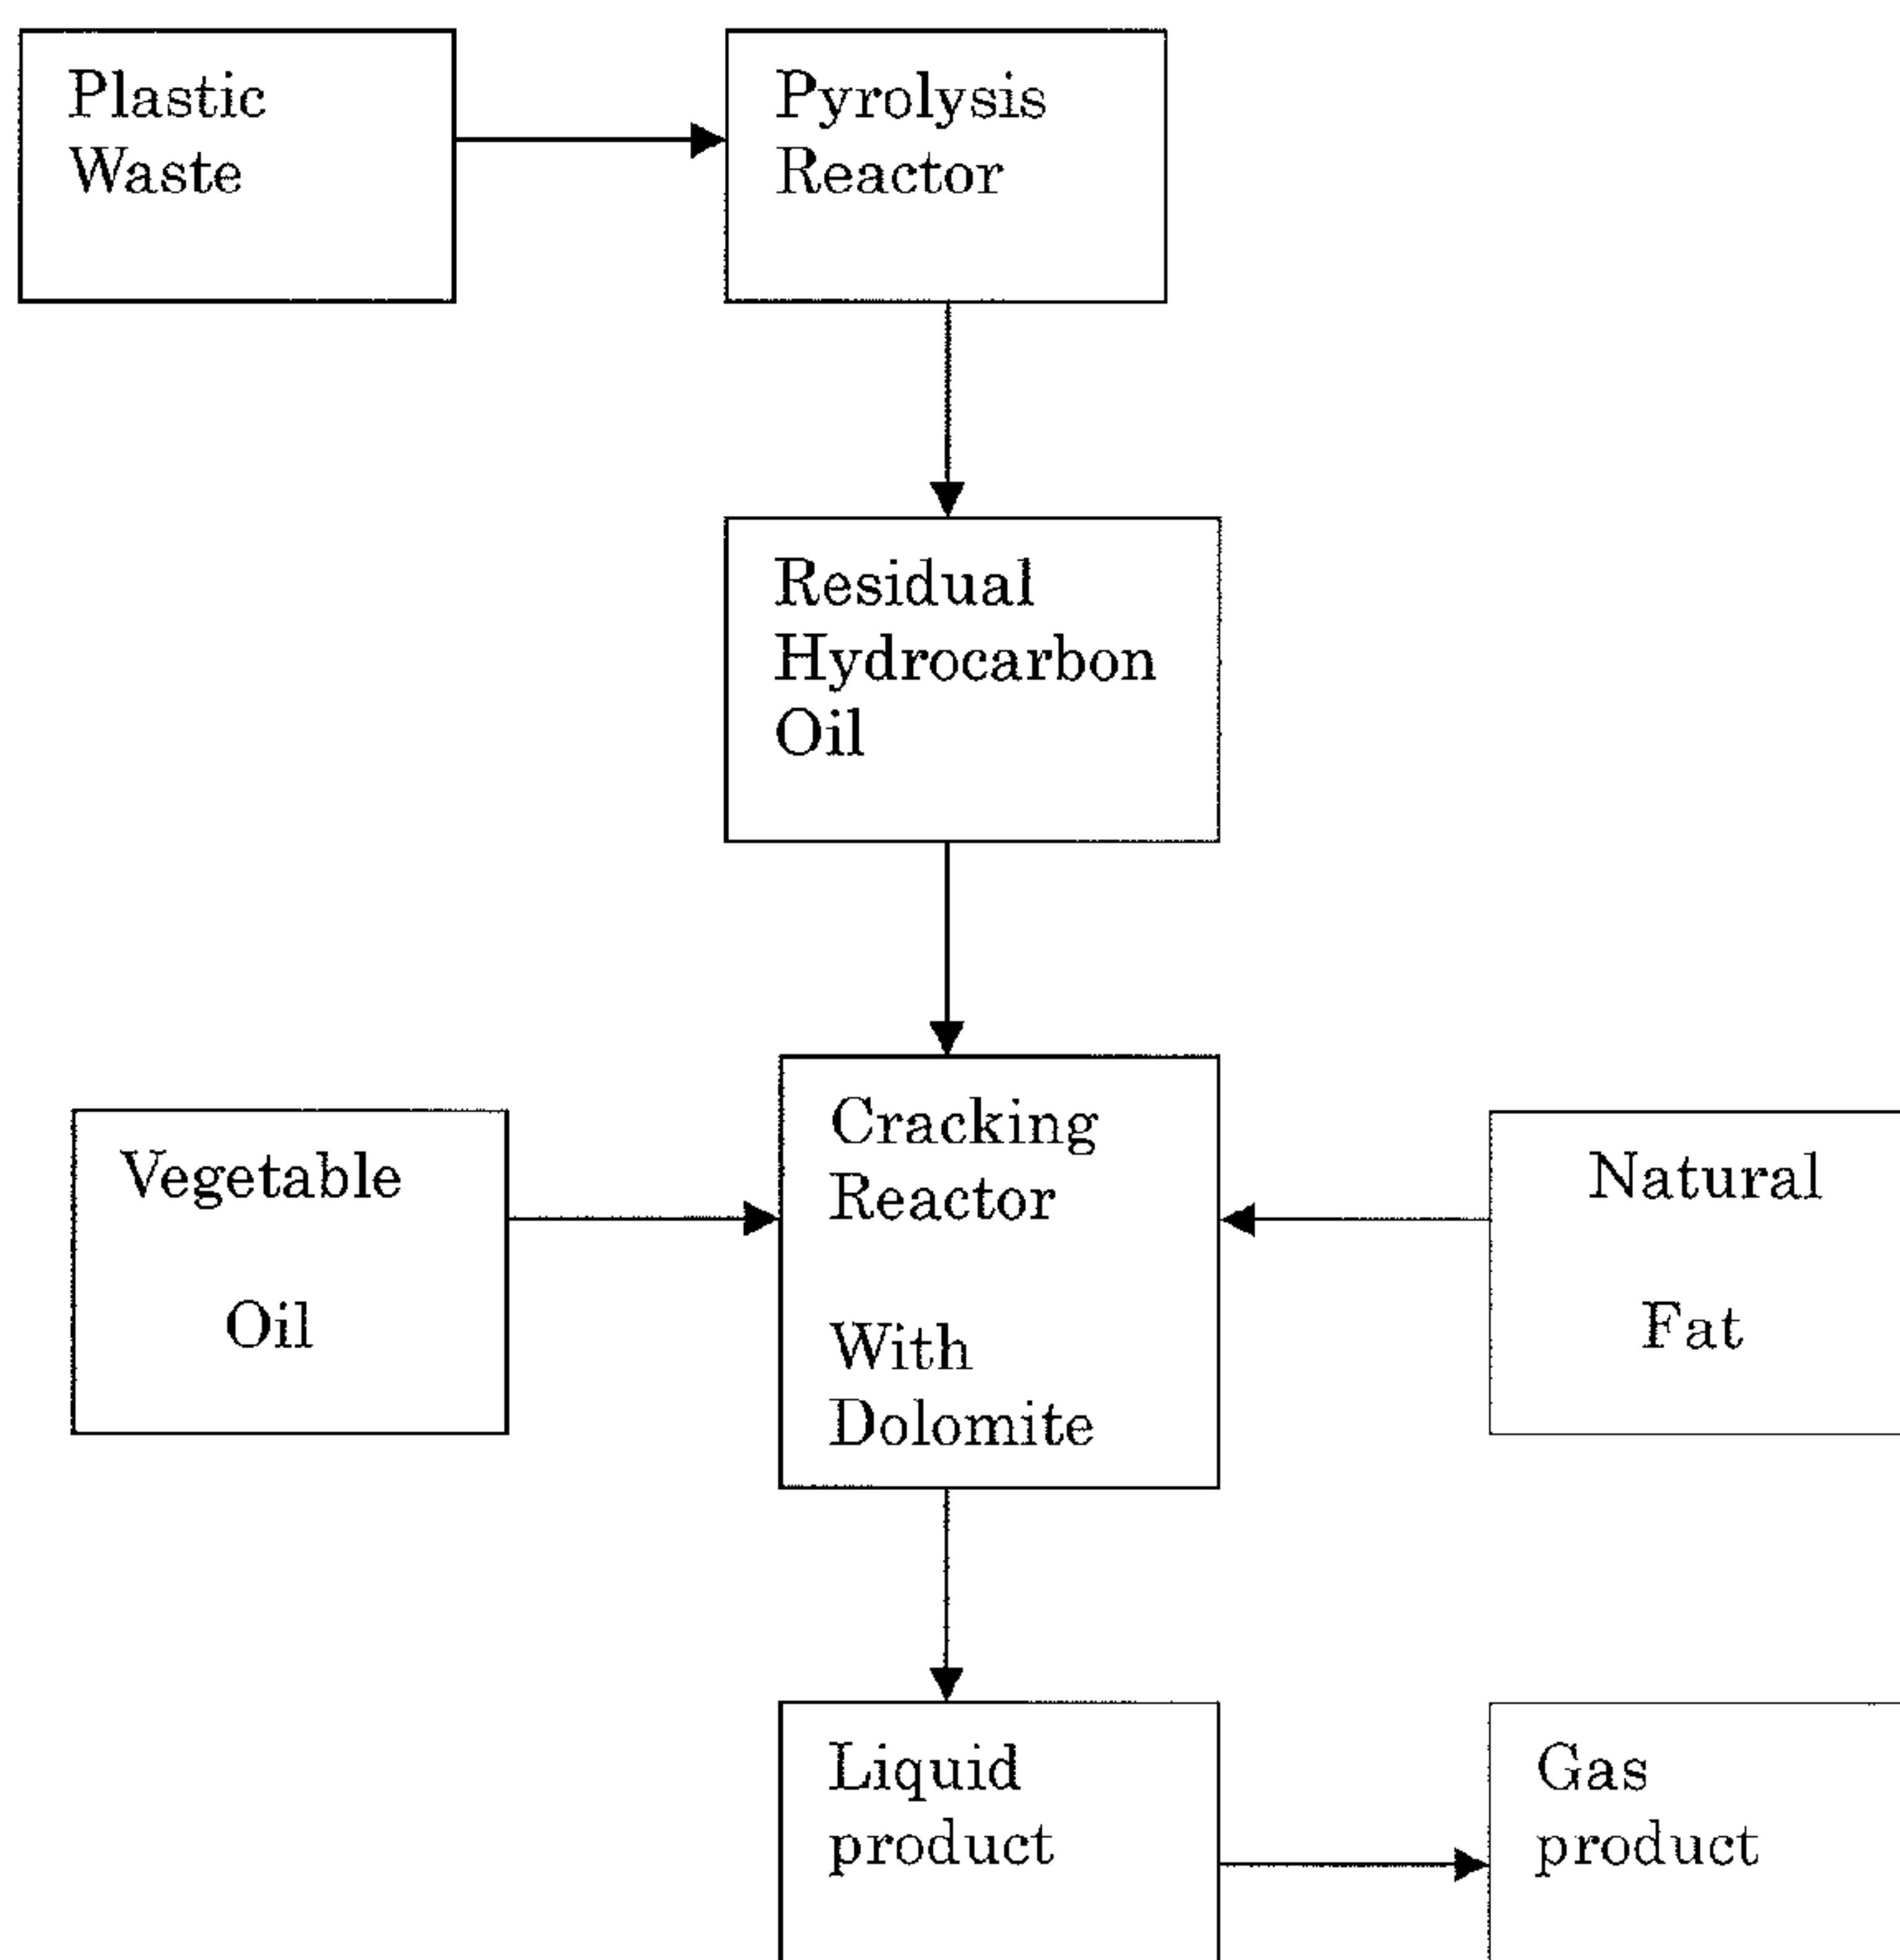 Plastic
Waste
Pyrolysis
Reactor
Residual
Hydrocarbon
Oil
Vegetable
Oil
Cracking
Reactor
With
Dolomite
Natural
Fat
Liquid
product
Gas
product